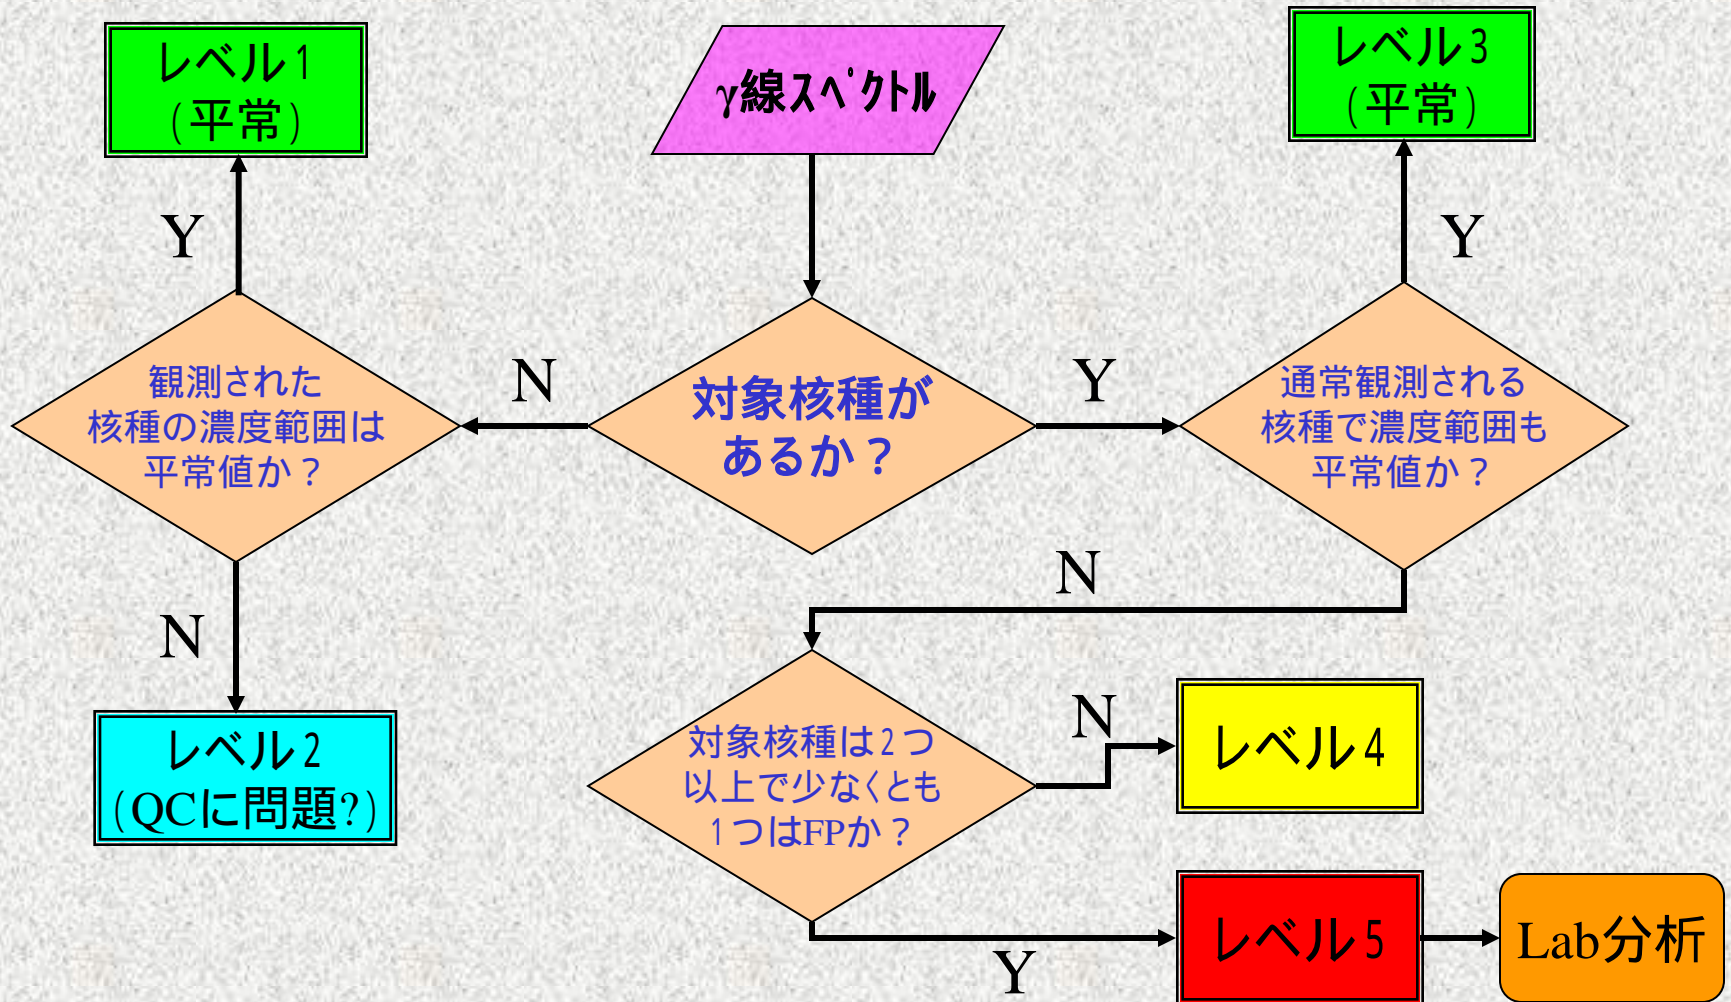 レベル1
(平常)
γ線ｽﾍﾟｸﾄﾙ
レベル3
(平常)
Y
Y
観測された
核種の濃度範囲は
平常値か？
N
対象核種が
あるか？
Y
通常観測される
核種で濃度範囲も
平常値か？
N
N
レベル2
(QCに問題?)
対象核種は2つ
以上で少なくとも
1つはFPか？
N
レベル4
Y
レベル5
Lab分析